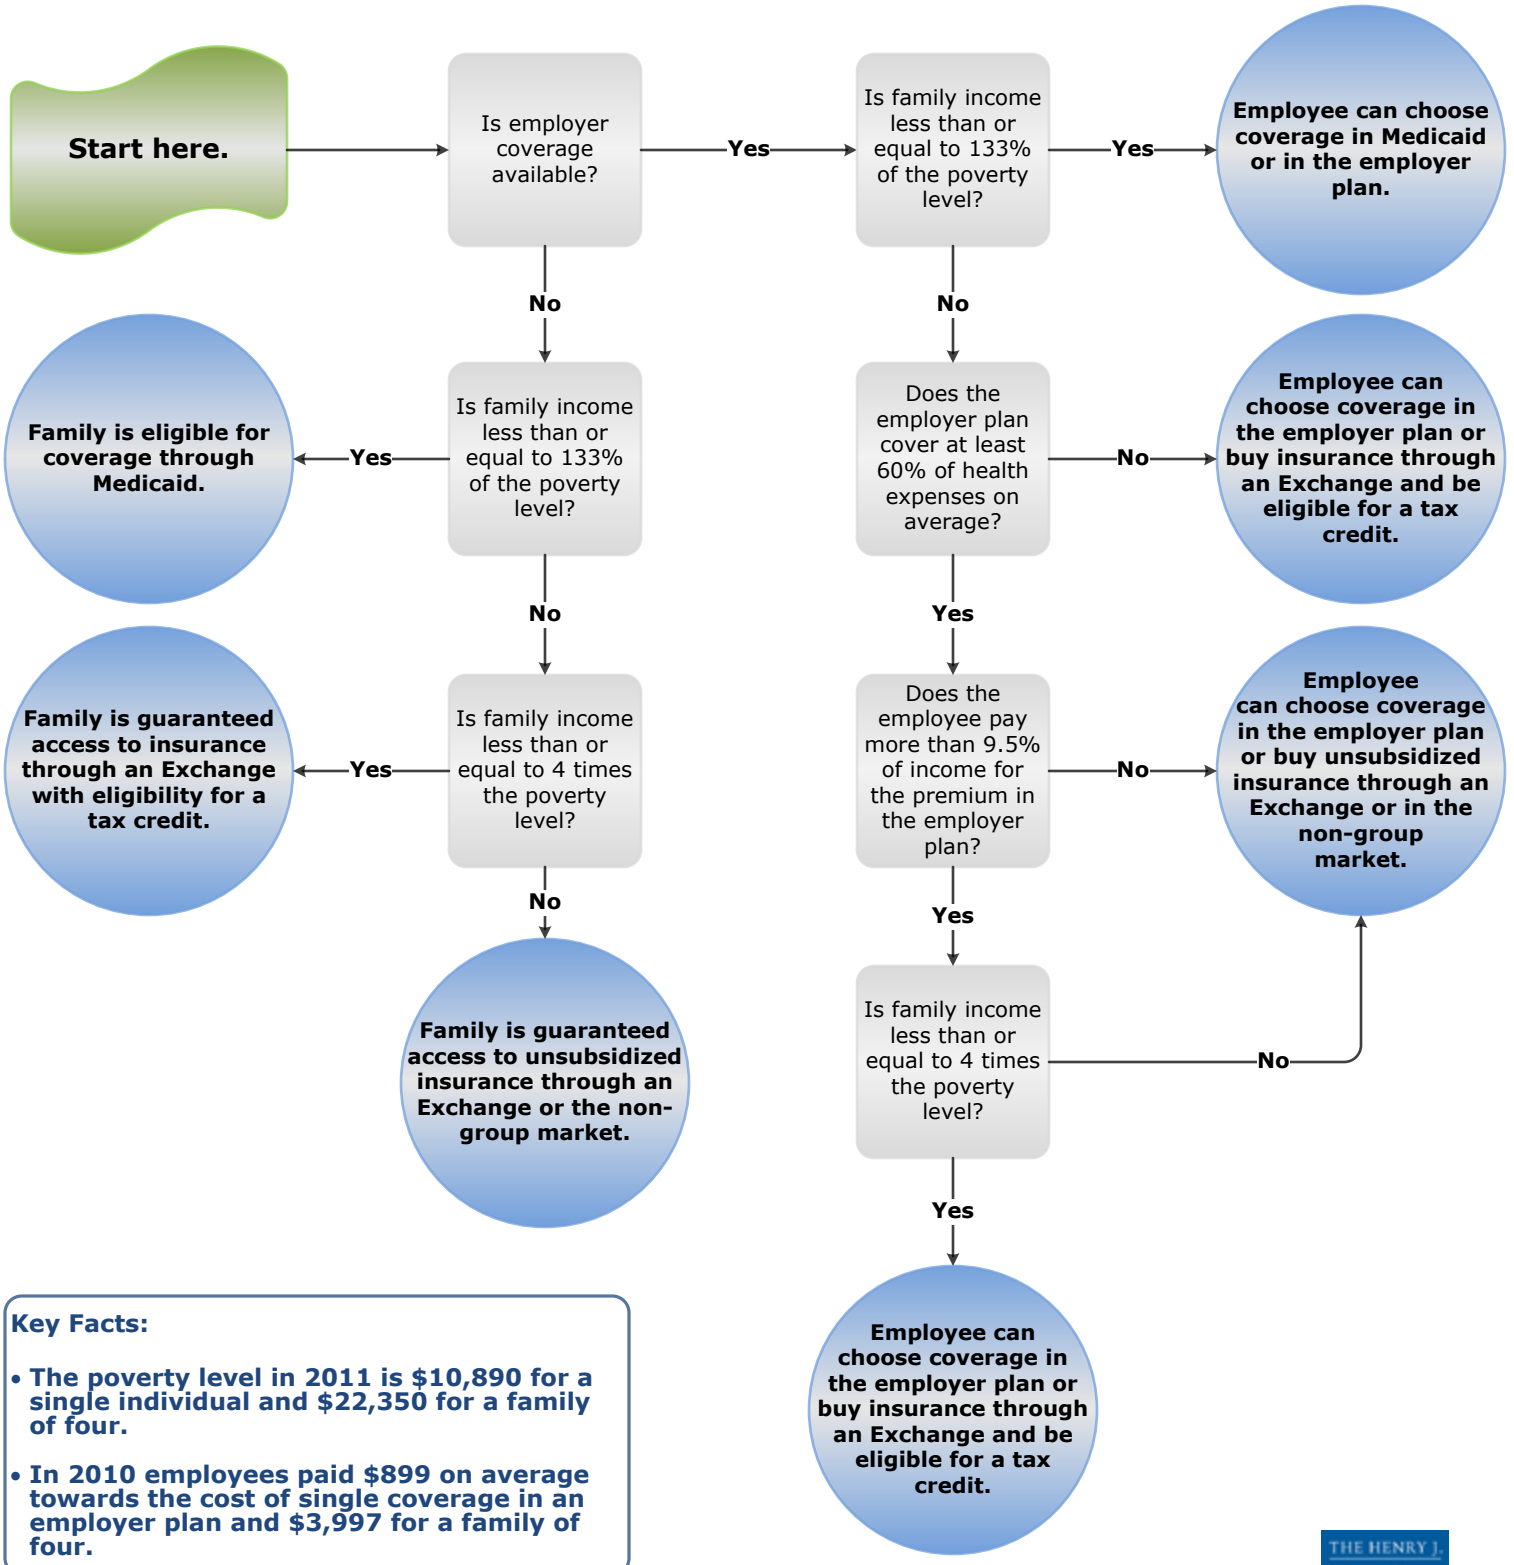 Start here.
Is employer
coverage
available?
Yes
Is family income
less than or
equal to 133%
of the poverty
level?
Yes
Employee can choose
coverage in Medicaid
or in the employer
plan.
No
No
Family is eligible for
coverage through
Medicaid.
Yes
Is family income
less than or
equal to 133%
of the poverty
level?
Does the
employer plan
cover at least
60% of health
expenses on
average?
No
Employee can
choose coverage in
the employer plan or
buy insurance through
an Exchange and be
eligible for a tax
credit.
No
Yes
Family is guaranteed
access to insurance
through an Exchange
with eligibility for a
tax credit.
Yes
Is family income
less than or
equal to 4 times
the poverty
level?
Does the
employee pay
more than 9.5%
of income for
the premium in
the employer
plan?
No
Employee
can choose coverage
in the employer plan
or buy unsubsidized
insurance through an
Exchange or in the
non-group
market.
No
Yes
Family is guaranteed
access to unsubsidized
insurance through an
Exchange or the non-
group market.
Is family income
less than or
equal to 4 times
the poverty
level?
No
Yes
Employee can
choose coverage in
the employer plan or
buy insurance through
an Exchange and be
eligible for a tax
credit.
Key Facts:
• The poverty level in 2011 is $10,890 for a
single individual and $22,350 for a family
of four.
• In 2010 employees paid $899 on average
towards the cost of single coverage in an
employer plan and $3,997 for a family of
four.
THE HENRY J.